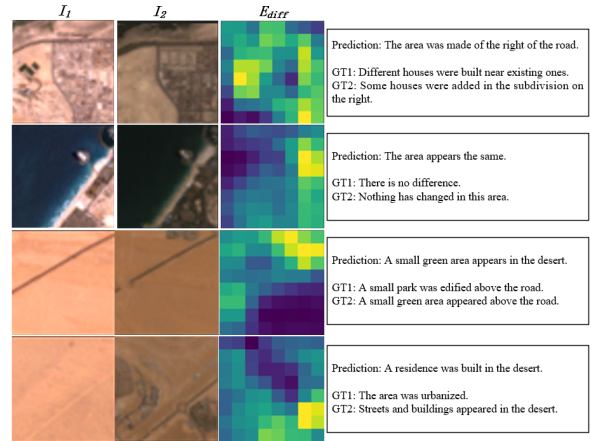 I1 I2 Ediff
Prediction: The area was made of the right of the road.
GT1: Different houses were built near existing ones.
GT2: Some houses were added in the subdivision on
the right.
Prediction: The area appears the same.
GT1: There is no difference.
GT2: Nothing has changed in this area.
Prediction: A small green area appears in the desert.
GT1: A small park was edified above the road.
GT2: A small green area appeared above the road.
Prediction: A residence was built in the desert.
GT1: The area was urbanized.
GT2: Streets and buildings appeared in the desert.